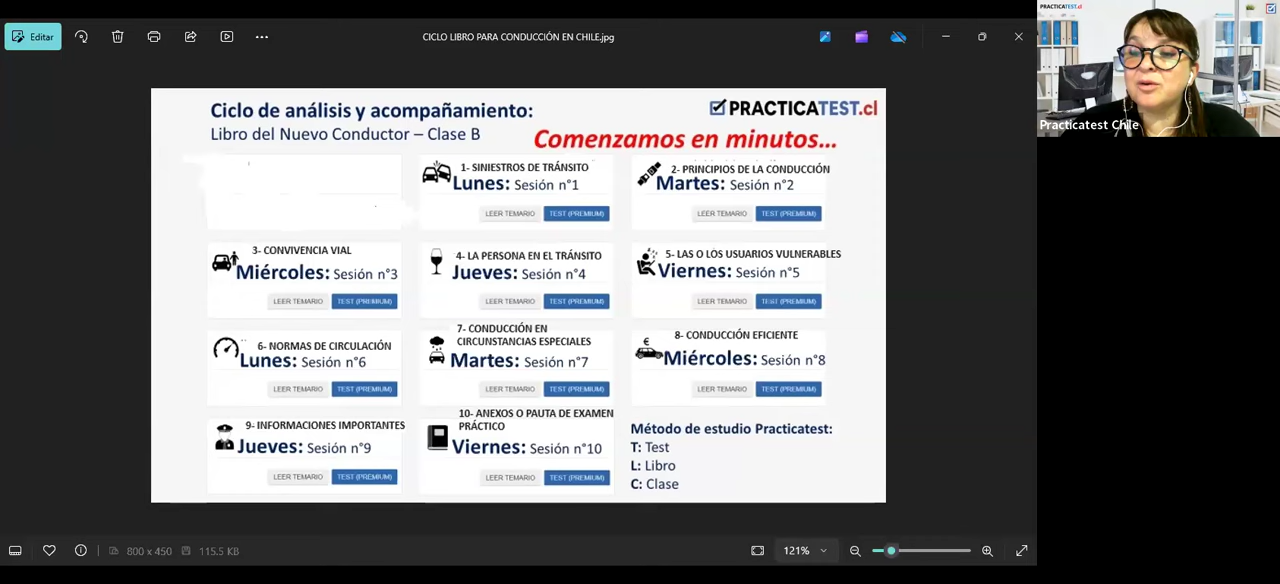 Editar
CICLO LIBRO PARA CONDUCCIÓN EN CHILE.jpg
PRACTICATEST.cl
Practicatest Chile
Ciclo de análisis y acompañamiento:
Libro del Nuevo Conductor – Clase B
PRACTICATEST.cl
Comenzamos en minutos...
1- SINIESTROS DE TRÁNSITO
Lunes: Sesión n°1
LEER TEMARIO TEST (PREMIUM)
2- PRINCIPIOS DE LA CONDUCCIÓN
Martes: Sesión n°2
LEER TEMARIO TEST (PREMIUM)
3- CONVIVENCIA VIAL
Miércoles: Sesión n°3
LEER TEMARIO TEST (PREMIUM)
4- LA PERSONA EN EL TRÁNSITO
Jueves: Sesión n°4
LEER TEMARIO TEST (PREMIUM)
5- LAS O LOS USUARIOS VULNERABLES
Viernes: Sesión n°5
LEER TEMARIO TEST (PREMIUM)
6- NORMAS DE CIRCULACIÓN
Lunes: Sesión n°6
LEER TEMARIO TEST (PREMIUM)
7- CONDUCCIÓN EN
CIRCUNSTANCIAS ESPECIALES
Martes: Sesión n°7
LEER TEMARIO TEST (PREMIUM)
8- CONDUCCIÓN EFICIENTE
€
Miércoles: Sesión n°8
LEER TEMARIO TEST (PREMIUM)
9- INFORMACIONES IMPORTANTES
Jueves: Sesión n°9
LEER TEMARIO TEST (PREMIUM)
10- ANEXOS O PAUTA DE EXAMEN
PRÁCTICO
Viernes: Sesión n°10
LEER TEMARIO TEST (PREMIUM)
Método de estudio Practicatest:
T: Test
L: Libro
C: Clase
800 x 450 115.5 KB
121%